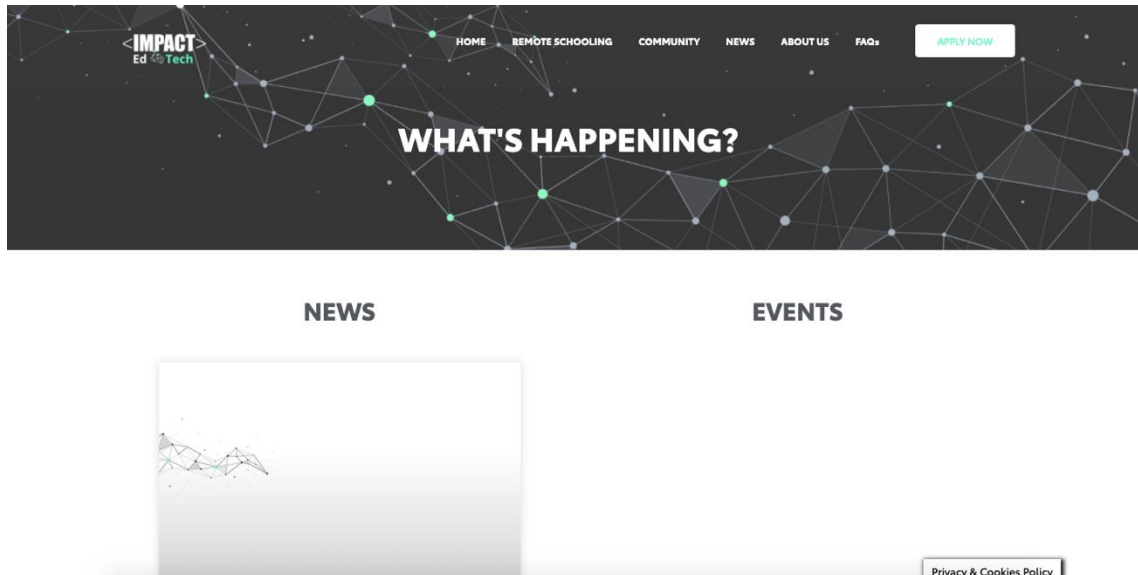 <IMPACT>
Ed Tech
HOME REMOTE SCHOOLING COMMUNITY NEWS ABOUT US FAQs APPLY NOW
WHAT'S HAPPENING?
NEWS EVENTS
Privacy & Cookies Policy